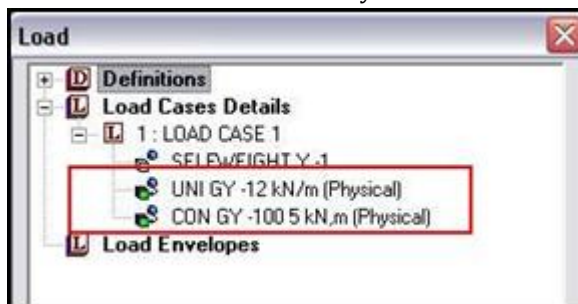 Load
Definitions
Load Cases Details
1 : LOAD CASE 1
SELFWEIGHT Y -1
UNI GY -12 kN/m (Physical)
CON GY -100 5 kN,m (Physical)
Load Envelopes